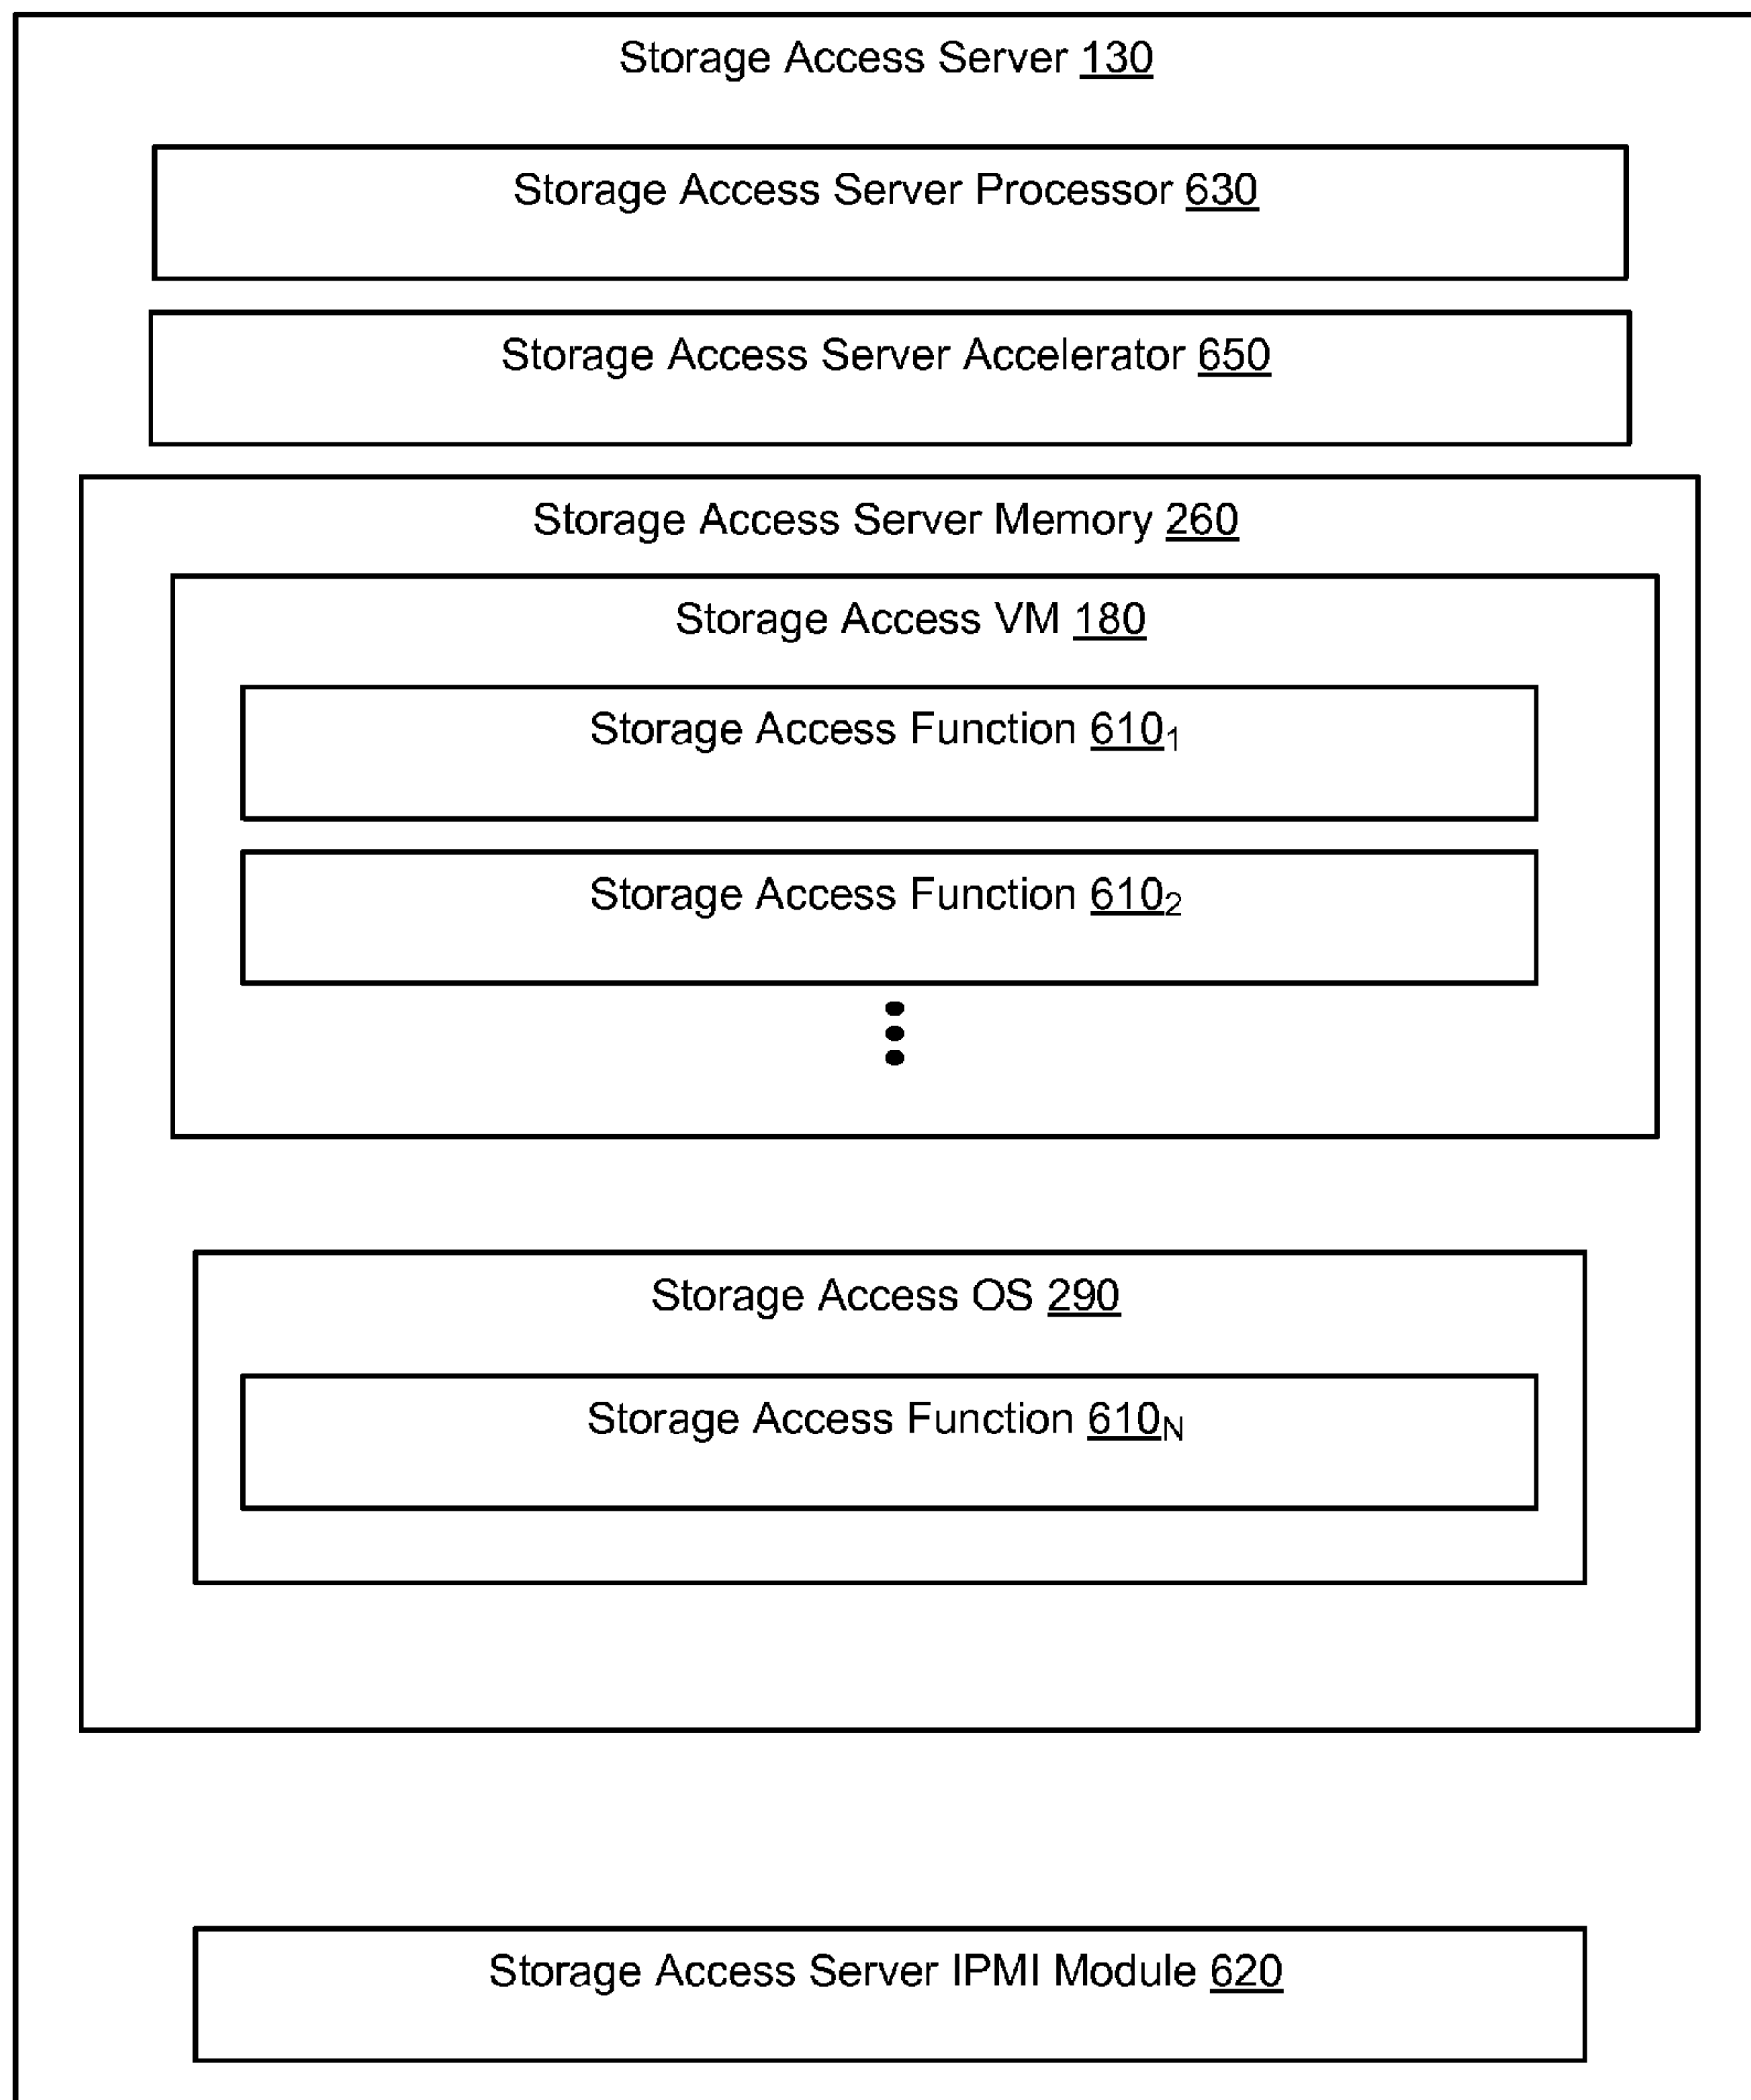 Storage Access Server 130
Storage Access Server Processor 630
Storage Access Server Accelerator 650
Storage Access Server Memory 260
Storage Access VM 180
Storage Access Function 610₁
Storage Access Function 610₂
Storage Access OS 290
Storage Access Function 610N
Storage Access Server IPMI Module 620